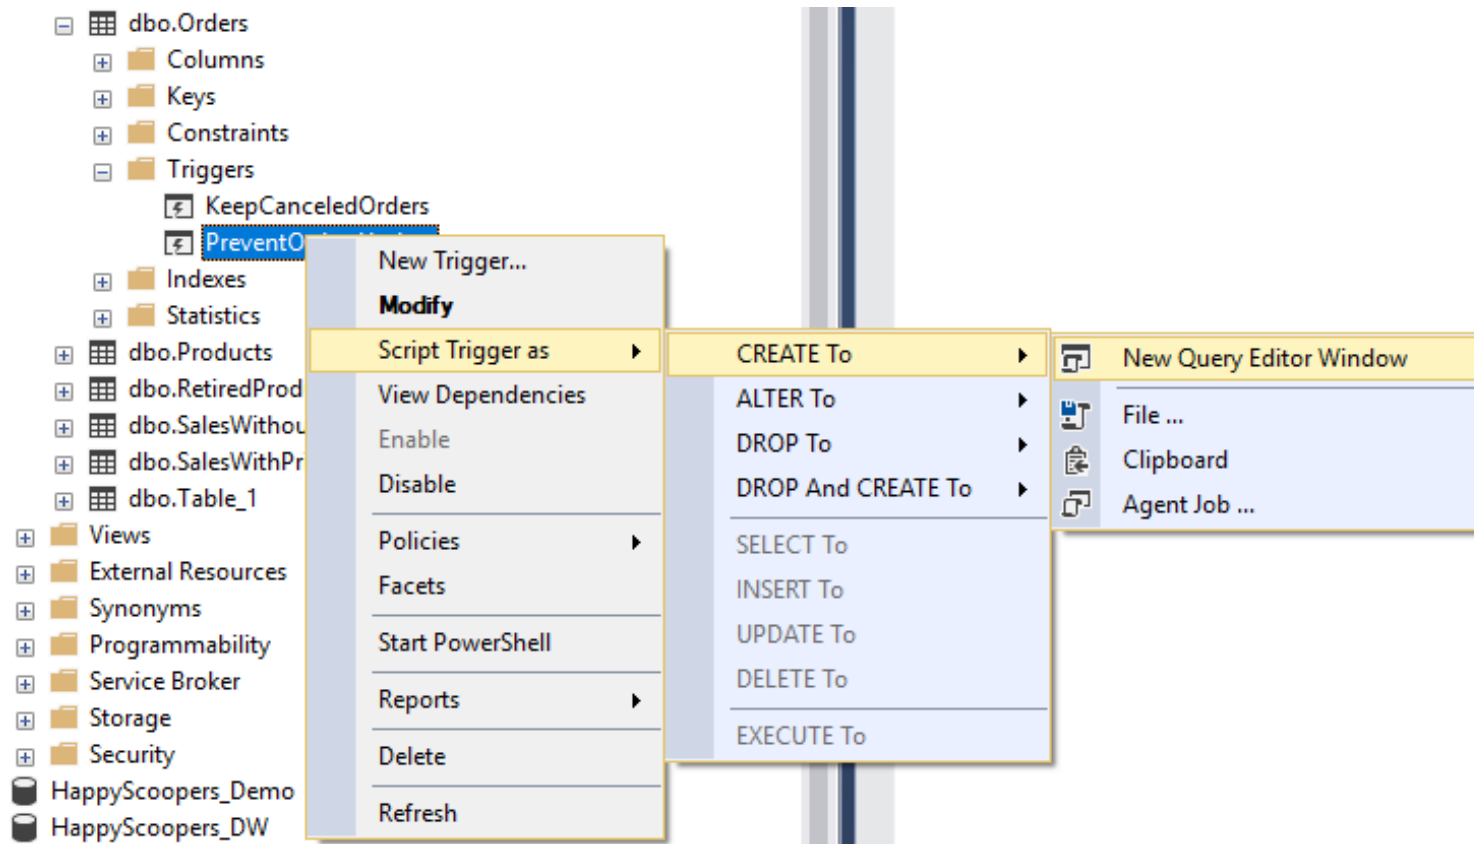 dbo.Orders
Columns
Keys
Constraints
Triggers
KeepCanceledOrders
PreventO
Indexes
Statistics
dbo.Products
dbo.RetiredProd
dbo.SalesWithou
dbo.SalesWithPr
dbo.Table_1
Views
External Resources
Synonyms
Programmability
Service Broker
Storage
Security
HappyScoopers_Demo
HappyScoopers_DW
New Trigger...
Modify
Script Trigger as
View Dependencies
Enable
Disable
Policies
Facets
Start PowerShell
Reports
Delete
Refresh
CREATE To
ALTER To
DROP To
DROP And CREATE To
SELECT To
INSERT To
UPDATE To
DELETE To
EXECUTE To
New Query Editor Window
File ...
Clipboard
Agent Job ...